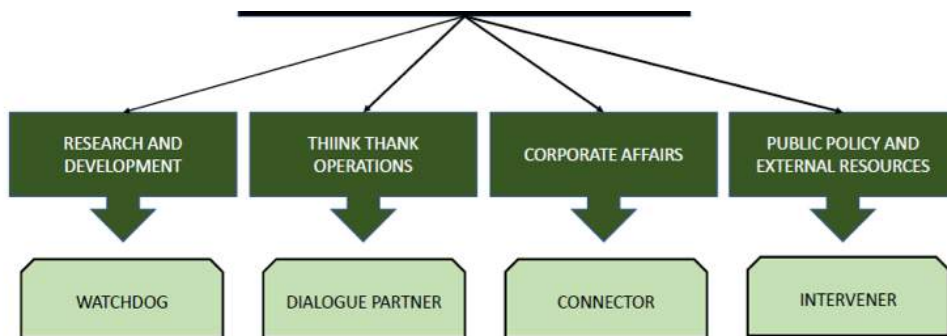 RESEARCH AND
DEVELOPMENT
THIINK THANK
OPERATIONS
CORPORATE AFFAIRS
PUBLIC POLICY AND
EXTERNAL RESOURCES
WATCHDOG
DIALOGUE PARTNER
CONNECTOR
INTERVENER